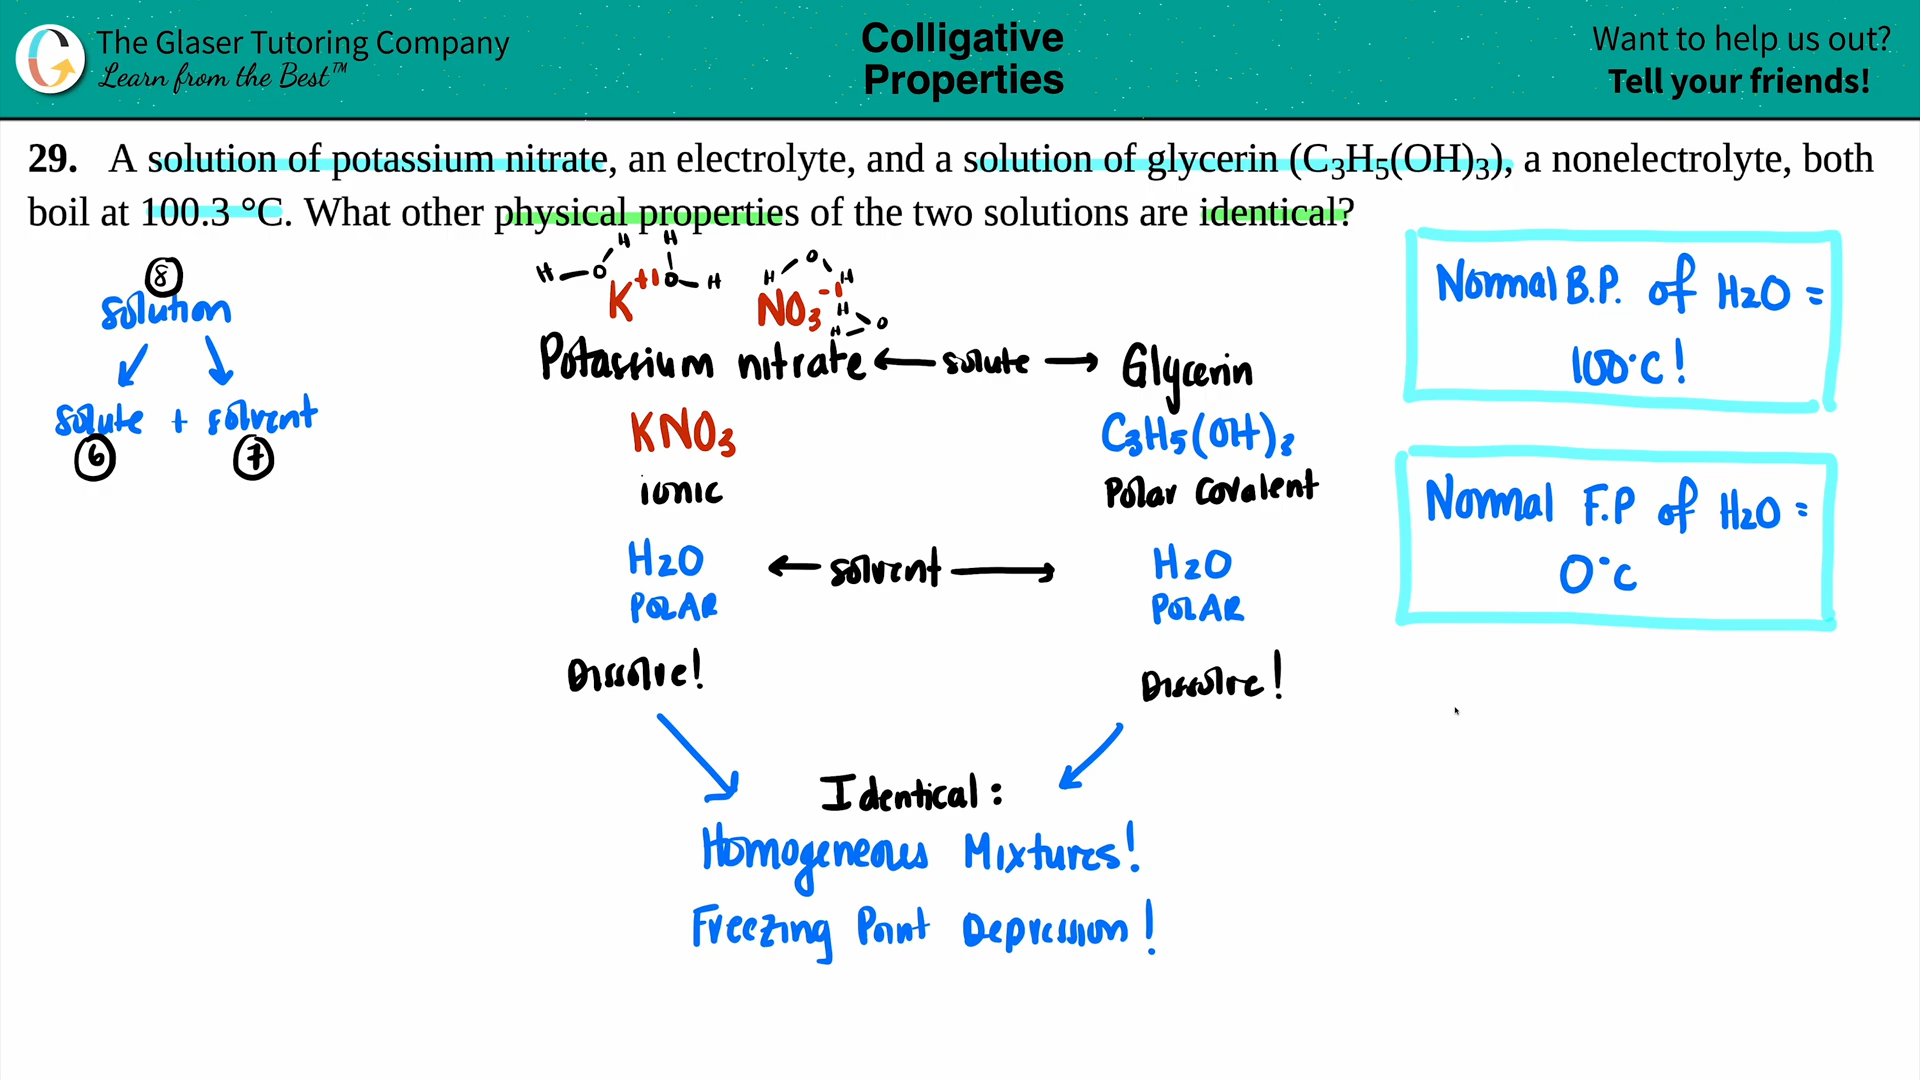 The Glaser Tutoring Company
Learn from the Best™
Colligative
Properties
Want to help us out?
Tell your friends!
29. A solution of potassium nitrate, an electrolyte, and a solution of glycerin (C₃H₅(OH)₃), a nonelectrolyte, both
boil at 100.3 °C. What other physical properties of the two solutions are identical?
8
solution
solute + solvent
6 7
H O H
K+1
H O H
NO3-1
H O H
H O H
Potassium nitrate ← solute → Glycerin
KNO3 C3H5(OH)3
ionic Polar Covalent
H2O ← solvent → H2O
POLAR POLAR
Dissolve! Dissolve!
Identical:
Homogeneous Mixtures!
Freezing Point Depression!
Normal B.P. of H2O =
100°C!
Normal F.P of H2O =
0°C